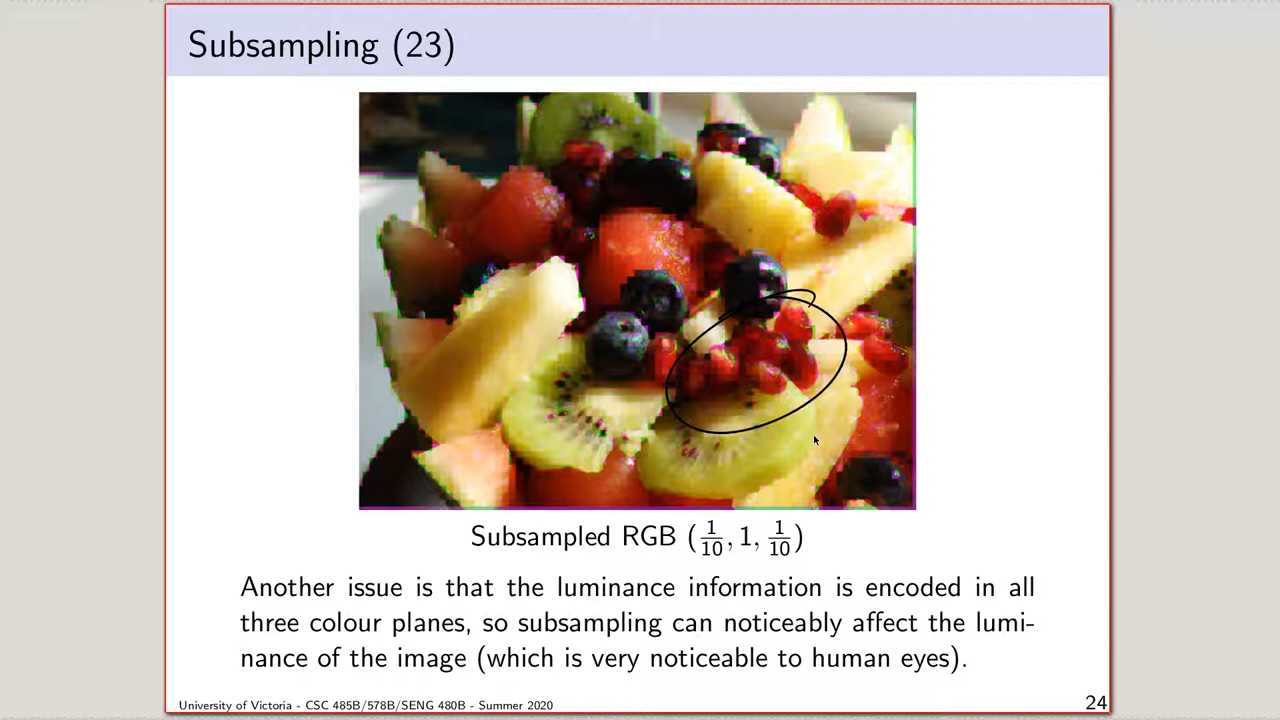 Subsampling (23)
Subsampled RGB (1/10, 1, 1/10)
Another issue is that the luminance information is encoded in all
three colour planes, so subsampling can noticeably affect the lumi-
nance of the image (which is very noticeable to human eyes).
University of Victoria - CSC 485B/578B/SENG 480B - Summer 2020
24